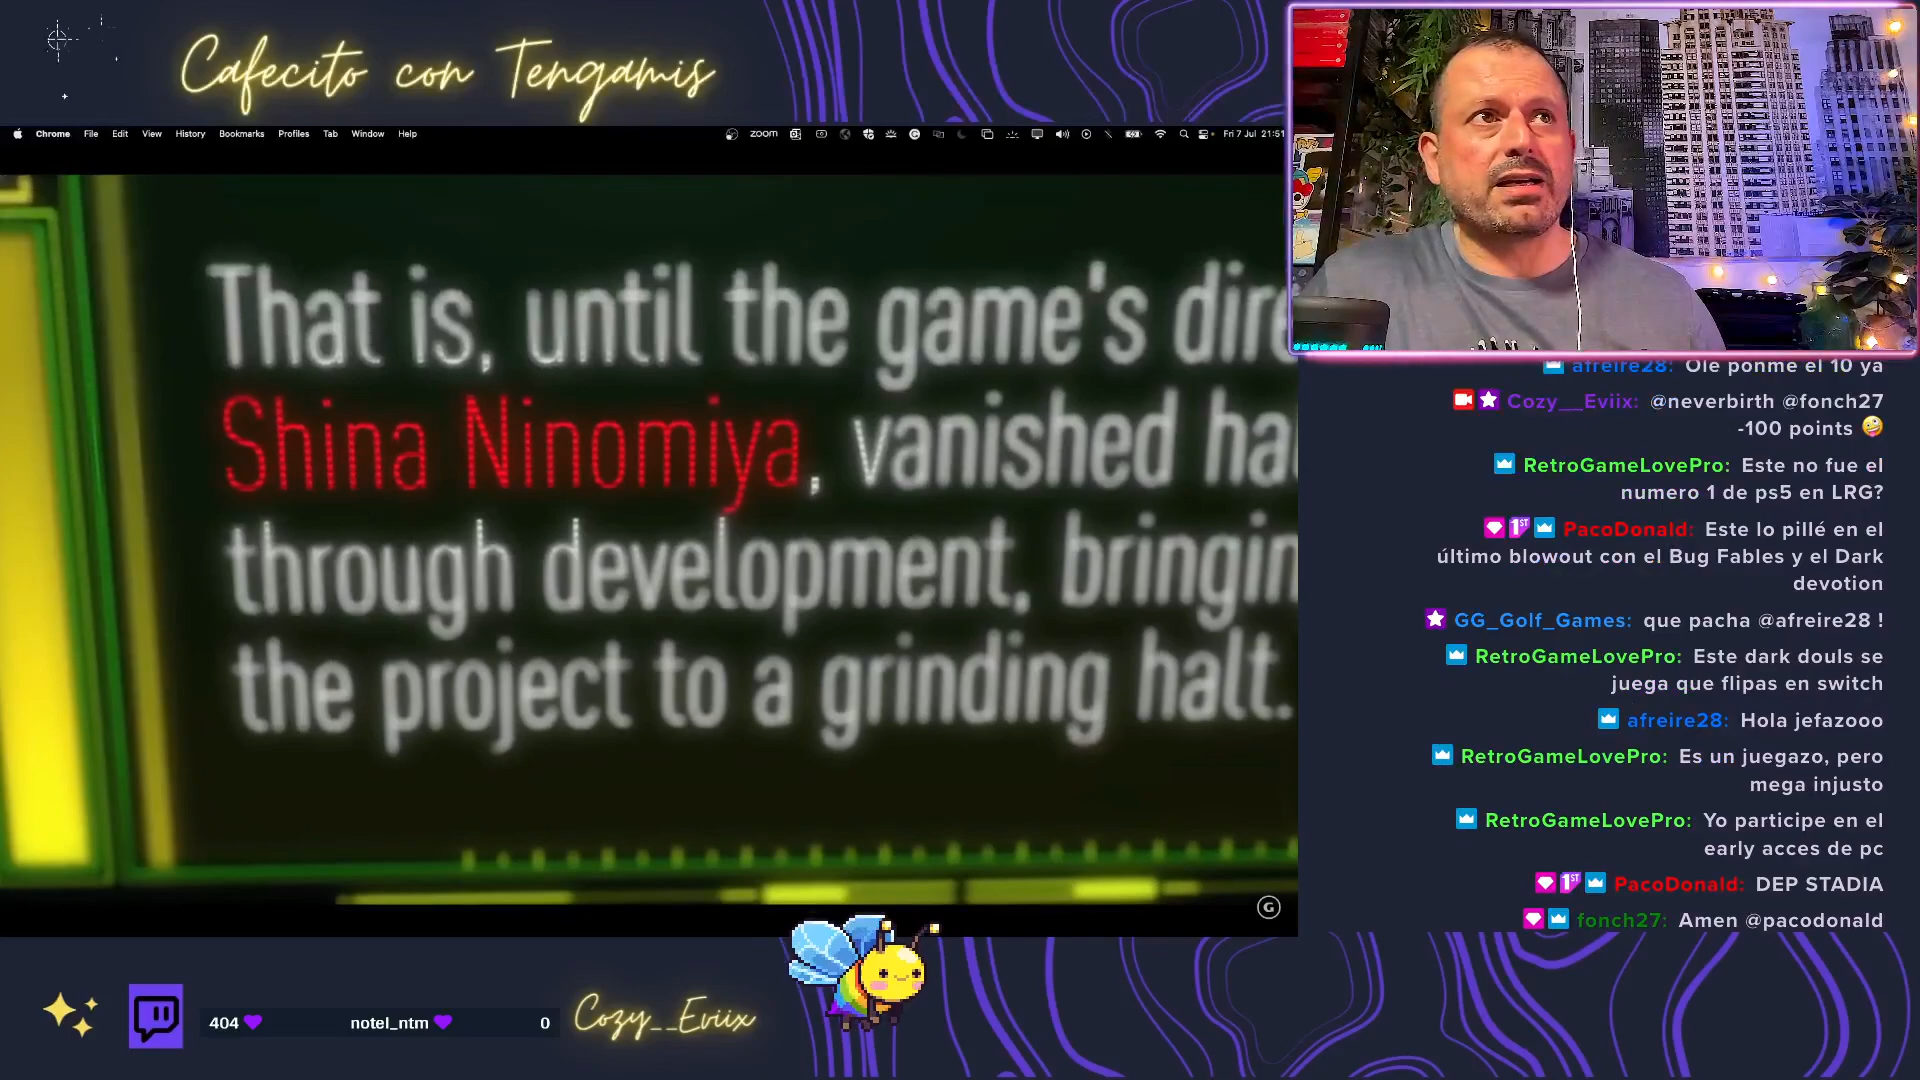 Cafecito con Tengamis
Chrome File Edit View History Bookmarks Profiles Tab Window Help
zoom
Fri 7 Jul 21:51
That is, until the game's dire
Shina Ninomiya, vanished ha
through development, bringin
the project to a grinding halt.
G
afreire28: Ole ponme el 10 ya
Cozy__Eviix: @neverbirth @fonch27
-100 points
RetroGameLovePro: Este no fue el
numero 1 de ps5 en LRG?
1ST PacoDonald: Este lo pillé en el
último blowout con el Bug Fables y el Dark
devotion
GG_Golf_Games: que pacha @afreire28 !
RetroGameLovePro: Este dark douls se
juega que flipas en switch
afreire28: Hola jefazooo
RetroGameLovePro: Es un juegazo, pero
mega injusto
RetroGameLovePro: Yo participe en el
early acces de pc
1ST PacoDonald: DEP STADIA
fonch27: Amen @pacodonald
404
notel_ntm
0
Cozy__Eviix